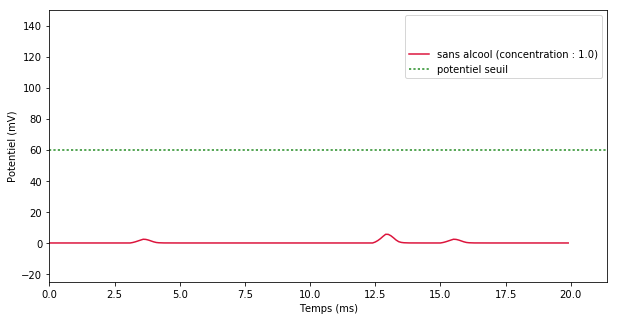 140
120
100
80
60
40
20
0
−20
Potentiel (mV)
sans alcool (concentration : 1.0)
potentiel seuil
0.0 2.5 5.0 7.5 10.0 12.5 15.0 17.5 20.0
Temps (ms)